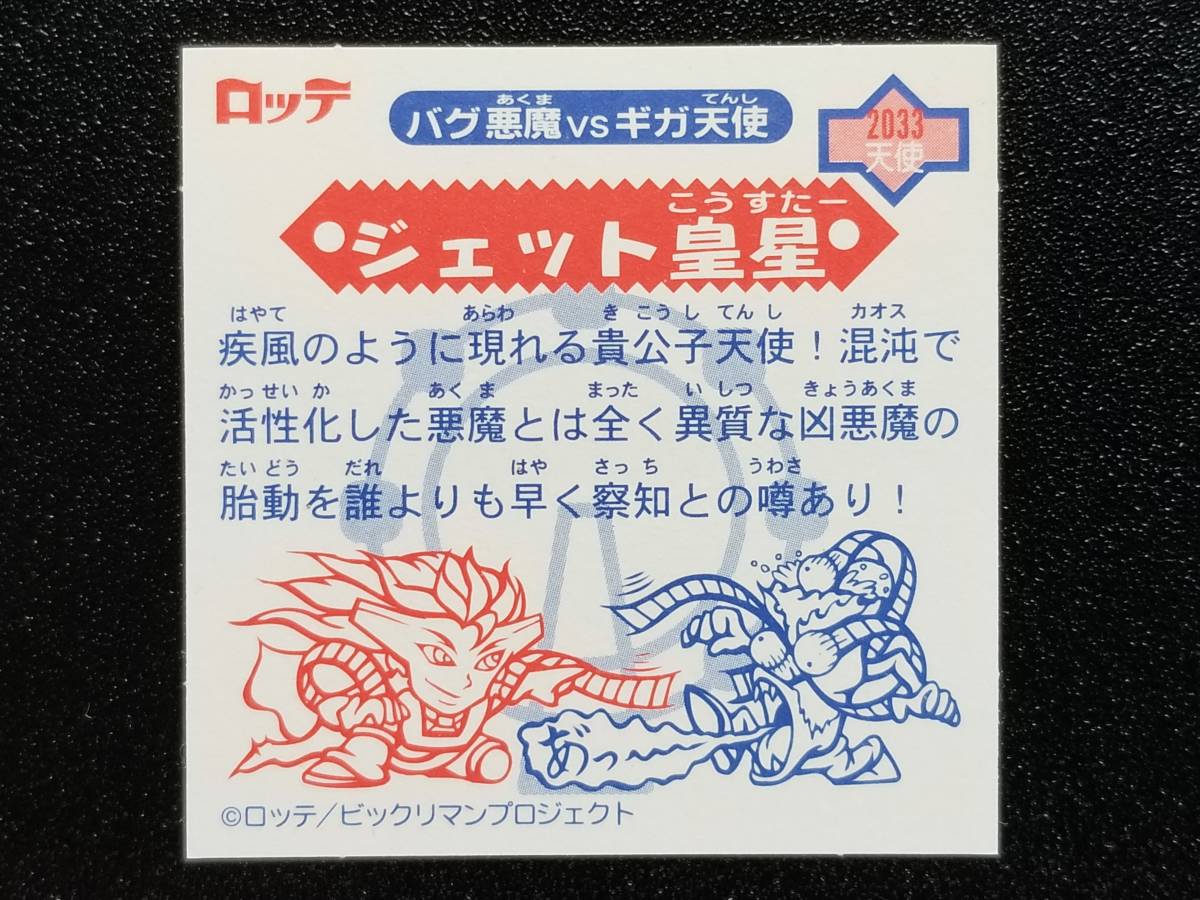 ロッテ
バグ悪魔vsギガ天使
あくま てんし
2033
天使
こうすたー
ジェット皇星
はやて あらわ きこうし てんし カオス
疾風のように現れる貴公子天使!混沌で
かっせいか あくま まった いしつ きょうあくま
活性化した悪魔とは全く異質な凶悪魔の
たいどう だれ はや さっち うわさ
胎動を誰よりも早く察知との噂あり!
あ゛っ〜〜
©ロッテ/ビックリマンプロジェクト